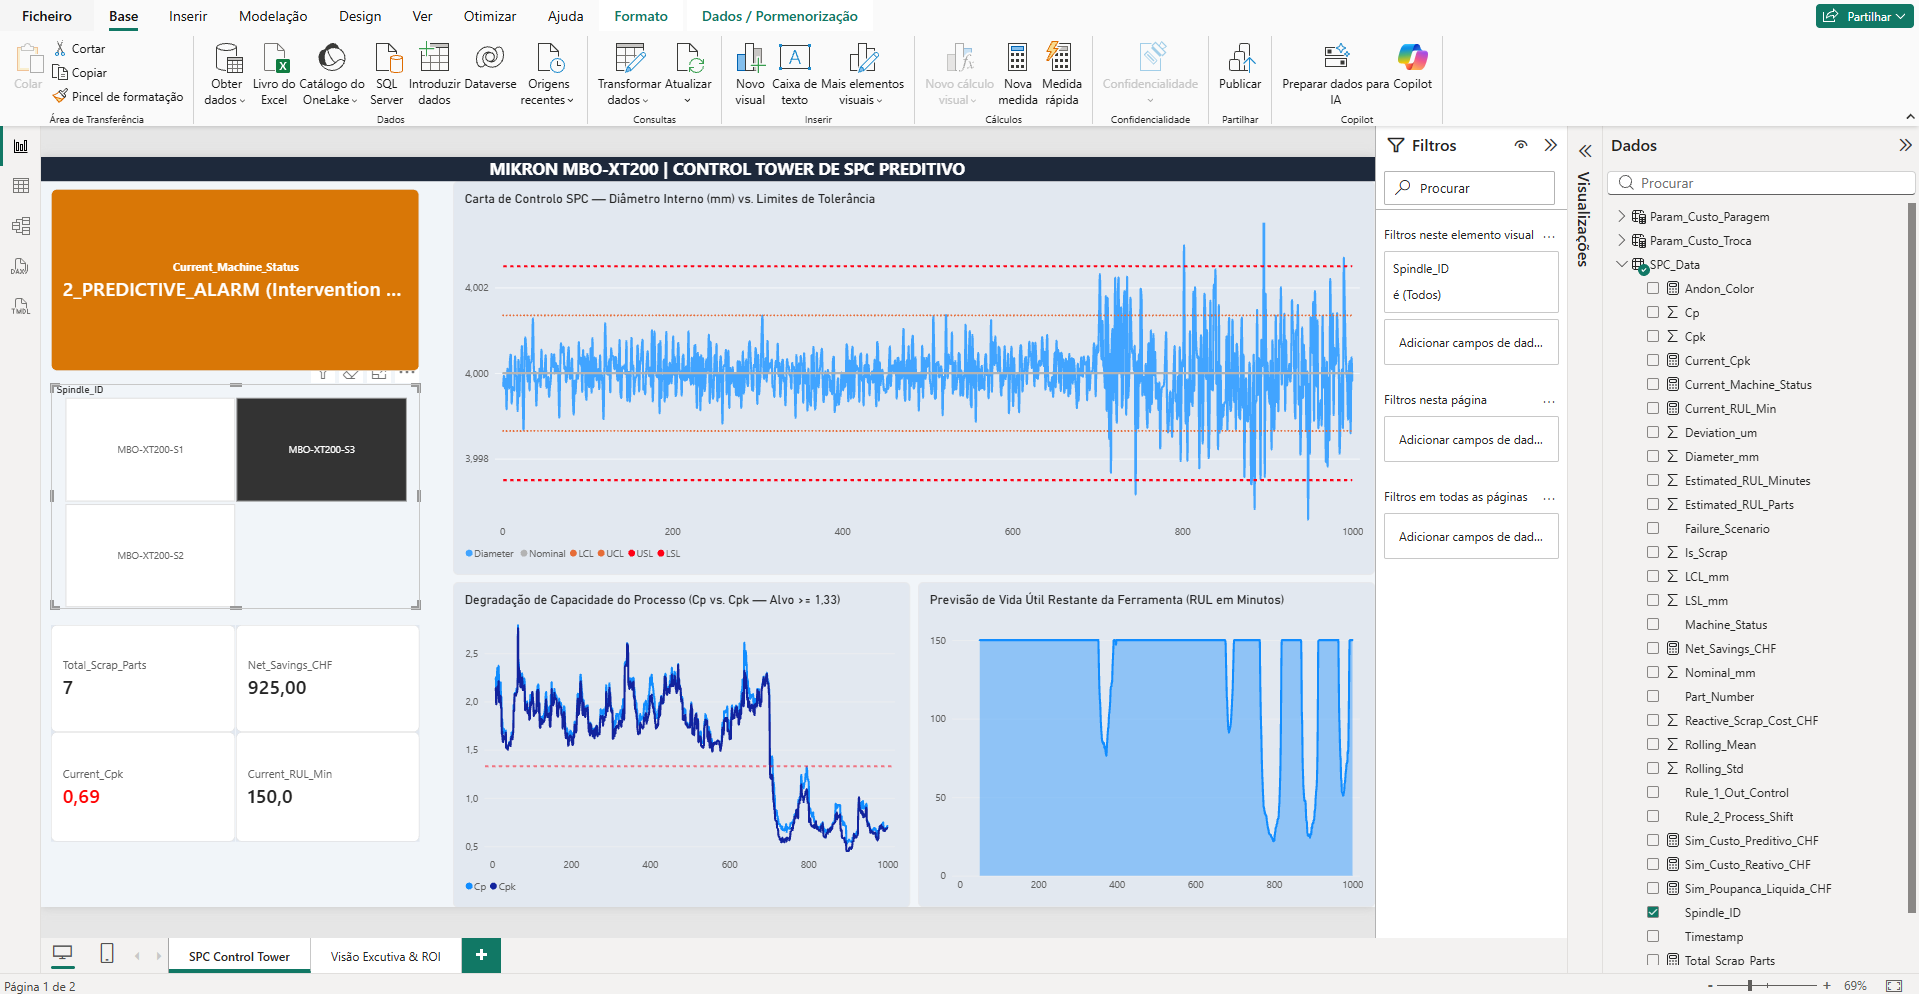 Ficheiro
Base
Inserir
Modelação
Design
Ver
Otimizar
Ajuda
Formato
Dados / Pormenorização
Partilhar
Colar
Cortar
Copiar
Pincel de formatação
Área de Transferência
Obter dados
Livro do Excel
Catálogo do OneLake
SQL Server
Introduzir dados
Dataverse
Origens recentes
Dados
Transformar dados
Atualizar
Consultas
Novo visual
Caixa de texto
Mais elementos visuais
Inserir
Novo cálculo visual
Nova medida
Medida rápida
Cálculos
Confidencialidade
Confidencialidade
Publicar
Partilhar
Preparar dados para IA
Copilot
Copilot
MIKRON MBO-XT200 | CONTROL TOWER DE SPC PREDITIVO
Current_Machine_Status
2_PREDICTIVE_ALARM (Intervention ...
Spindle_ID
MBO-XT200-S1
MBO-XT200-S3
MBO-XT200-S2
Total_Scrap_Parts
7
Net_Savings_CHF
925,00
Current_Cpk
0,69
Current_RUL_Min
150,0
Carta de Controlo SPC — Diâmetro Interno (mm) vs. Limites de Tolerância
4,002
4,000
3,998
0
200
400
600
800
1000
Diameter
Nominal
LCL
UCL
USL
LSL
Degradação de Capacidade do Processo (Cp vs. Cpk — Alvo >= 1,33)
2,5
2,0
1,5
1,0
0,5
0
200
400
600
800
1000
Cp
Cpk
Previsão de Vida Útil Restante da Ferramenta (RUL em Minutos)
150
100
50
0
0
200
400
600
800
1000
Filtros
Procurar
Filtros neste elemento visual ...
Spindle_ID
é (Todos)
Adicionar campos de dad...
Filtros nesta página ...
Adicionar campos de dad...
Filtros em todas as páginas ...
Adicionar campos de dad...
Visualizações
Dados
Procurar
Param_Custo_Paragem
Param_Custo_Troca
SPC_Data
Andon_Color
Cp
Cpk
Current_Cpk
Current_Machine_Status
Current_RUL_Min
Deviation_um
Diameter_mm
Estimated_RUL_Minutes
Estimated_RUL_Parts
Failure_Scenario
Is_Scrap
LCL_mm
LSL_mm
Machine_Status
Net_Savings_CHF
Nominal_mm
Part_Number
Reactive_Scrap_Cost_CHF
Rolling_Mean
Rolling_Std
Rule_1_Out_Control
Rule_2_Process_Shift
Sim_Custo_Preditivo_CHF
Sim_Custo_Reativo_CHF
Sim_Poupanca_Liquida_CHF
Spindle_ID
Timestamp
Total_Scrap_Parts
SPC Control Tower
Visão Excutiva & ROI
+
Página 1 de 2
- + 69%